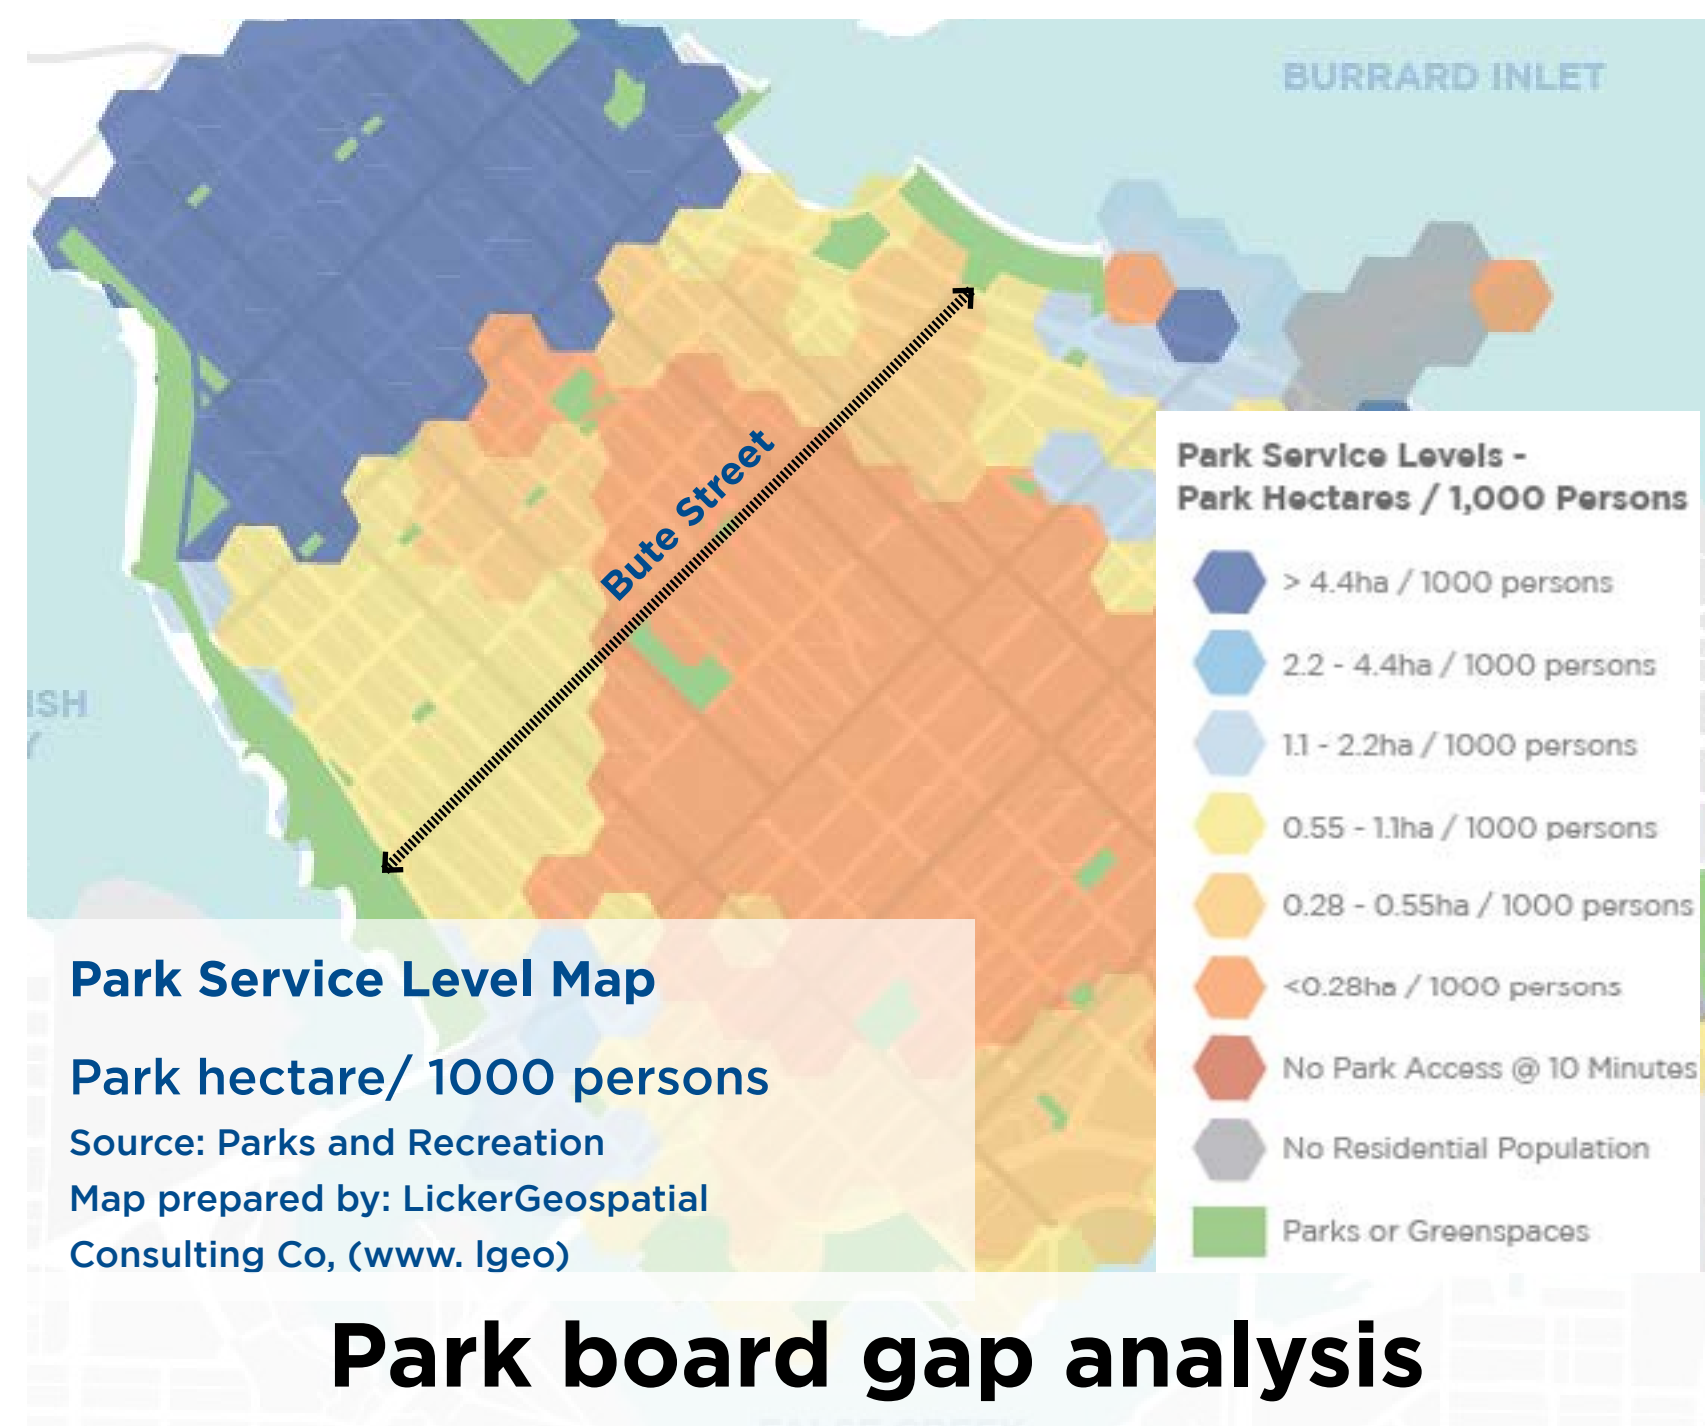 BURRARD INLET
Bute Street
ISH
Y
Park Service Levels -
Park Hectares / 1,000 Persons
> 4.4ha / 1000 persons
2.2 - 4.4ha / 1000 persons
1.1 - 2.2ha / 1000 persons
0.55 - 1.1ha / 1000 persons
0.28 - 0.55ha / 1000 persons
<0.28ha / 1000 persons
No Park Access @ 10 Minutes
No Residential Population
Parks or Greenspaces
Park Service Level Map
Park hectare/ 1000 persons
Source: Parks and Recreation
Map prepared by: LickerGeospatial
Consulting Co, (www. lgeo)
Park board gap analysis